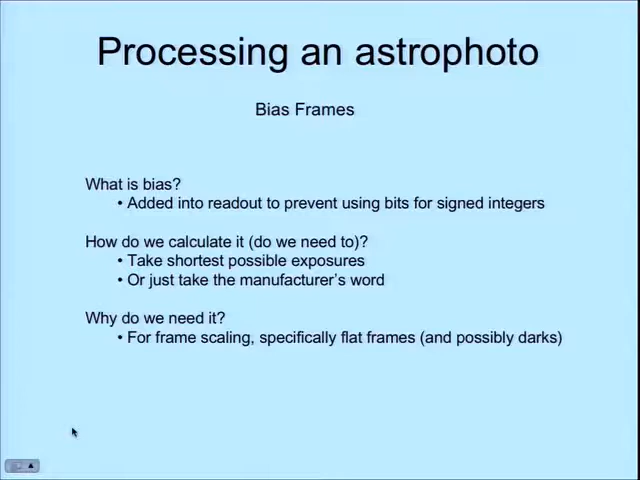 Processing an astrophoto
Bias Frames
What is bias?
• Added into readout to prevent using bits for signed integers
How do we calculate it (do we need to)?
• Take shortest possible exposures
• Or just take the manufacturer's word
Why do we need it?
• For frame scaling, specifically flat frames (and possibly darks)